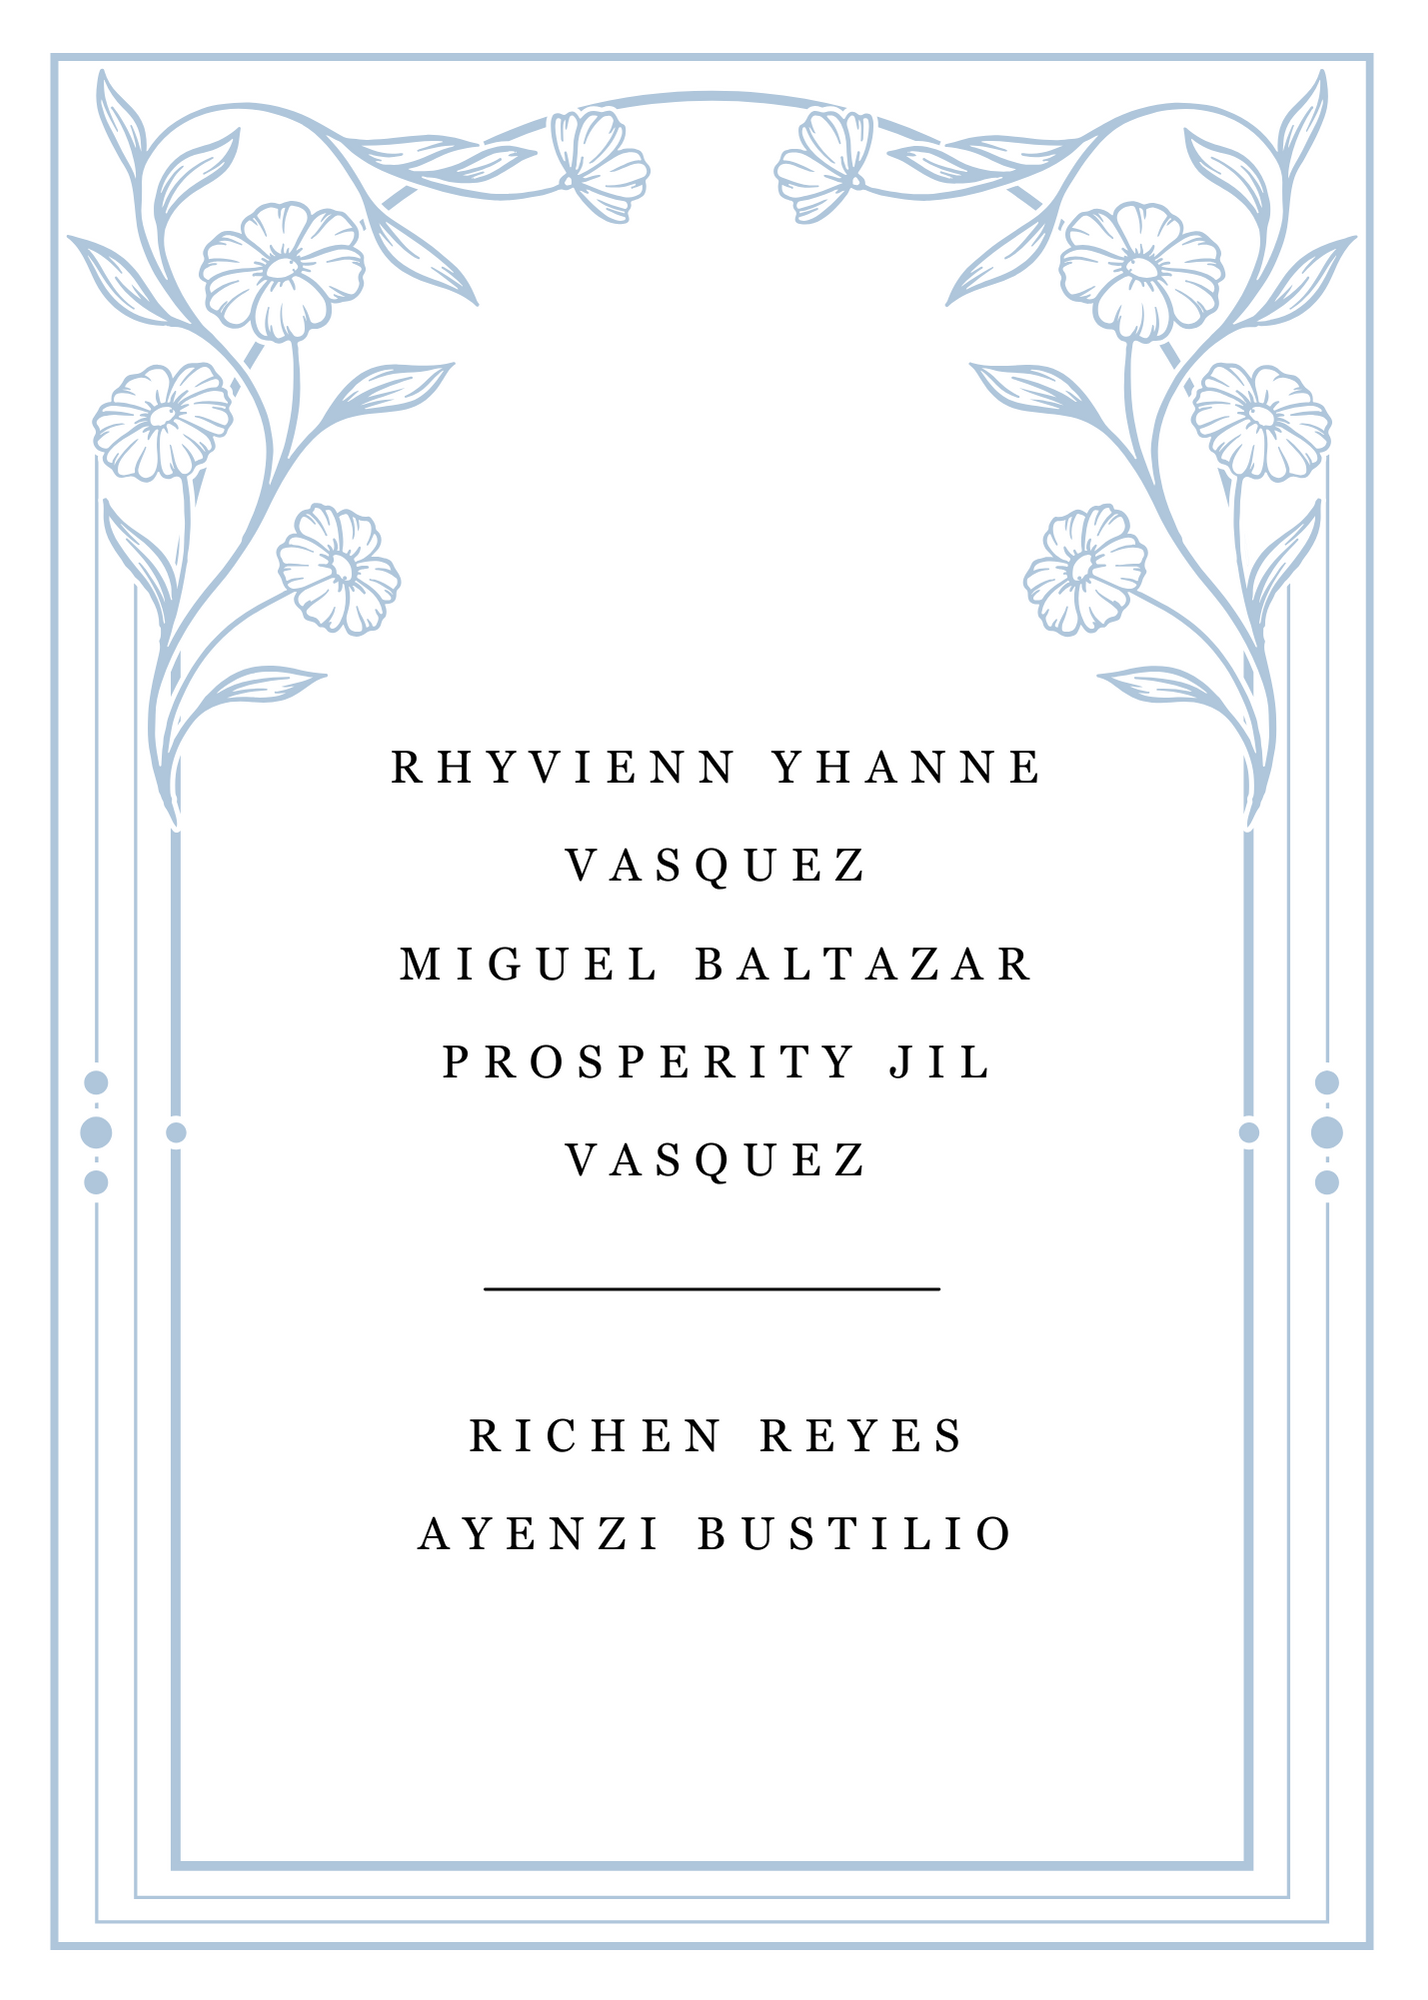 RHYVIENN YHANNE
VASQUEZ
MIGUEL BALTAZAR
PROSPERITY JIL
VASQUEZ
RICHEN REYES
AYENZI BUSTILIO